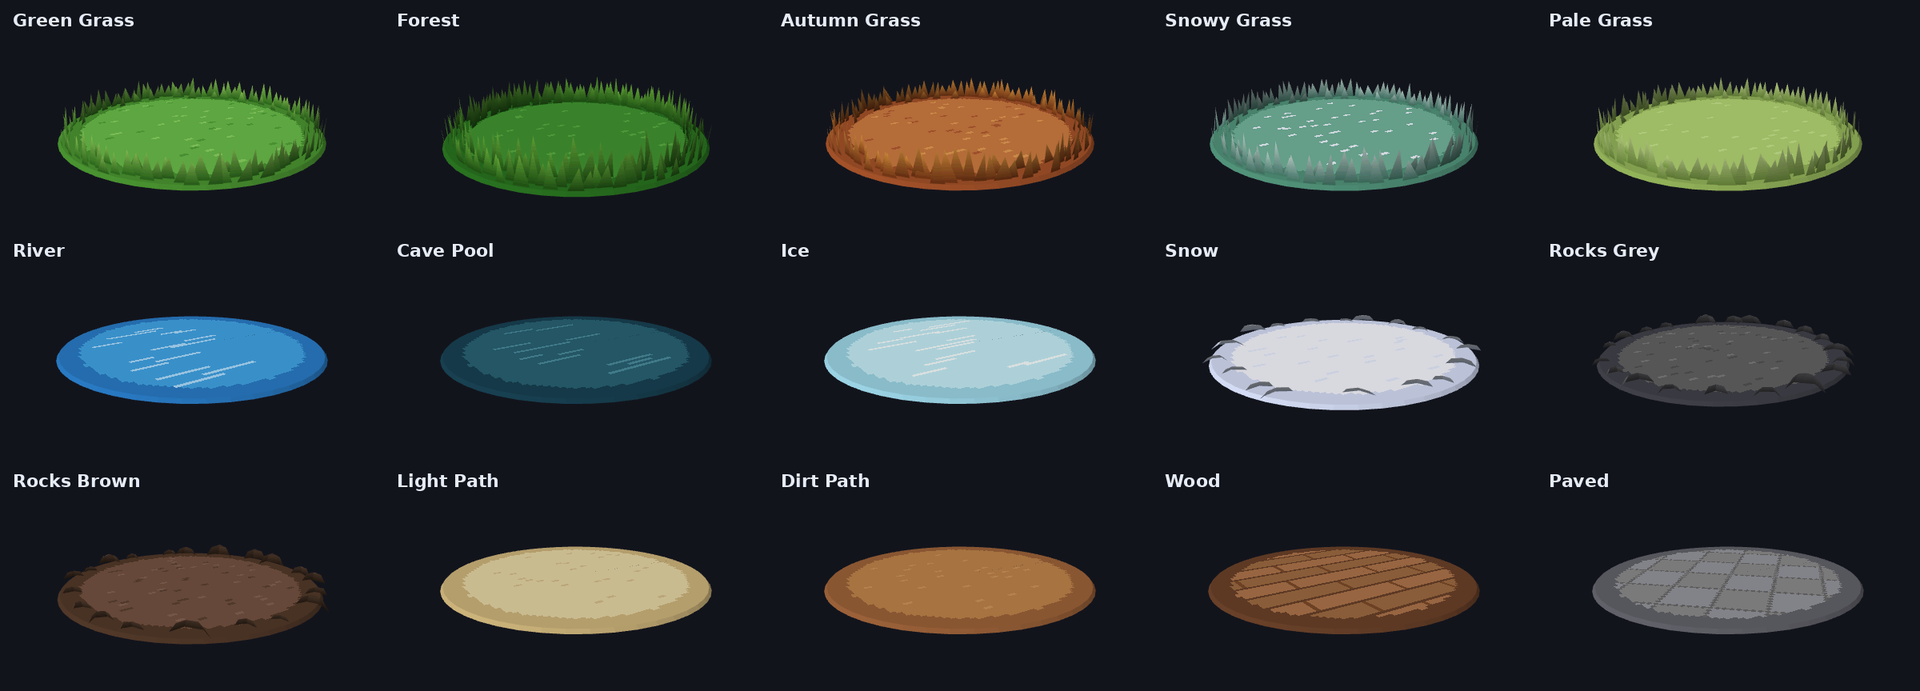 Green Grass
Forest
Autumn Grass
Snowy Grass
Pale Grass
River
Cave Pool
Ice
Snow
Rocks Grey
Rocks Brown
Light Path
Dirt Path
Wood
Paved